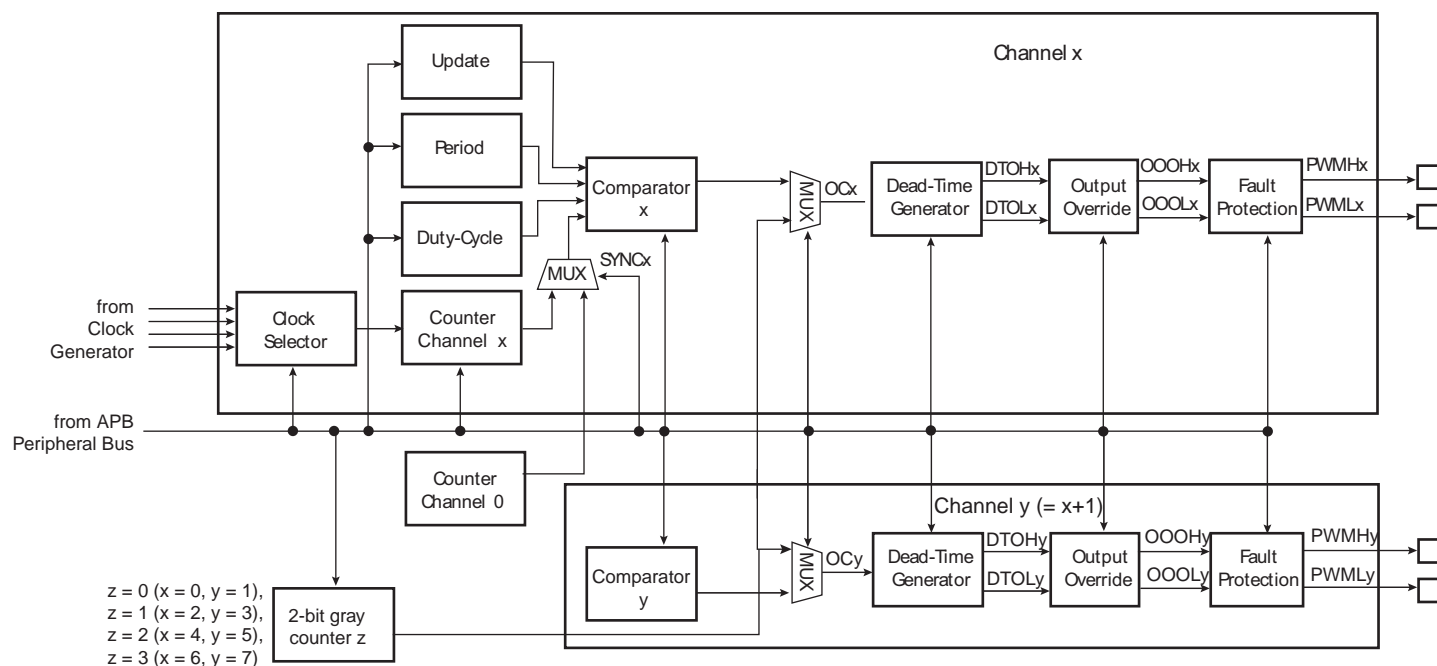 Channel x
Update
Period
Comparator
x
Duty-Cycle
MUX
SYNCx
from
Clock
Generator
Clock
Selector
Counter
Channel x
MUX
OCx
Dead-Time
Generator
DTOHx
DTOLx
Output
Override
OOOHx
OOOLx
Fault
Protection
PWMHx
PWMLx
from APB
Peripheral Bus
Counter
Channel 0
Channel y (= x+1)
Comparator
y
MUX
OCy
Dead-Time
Generator
DTOHy
DTOLy
Output
Override
OOOHy
OOOLy
Fault
Protection
PWMHy
PWMLy
z = 0 (x = 0, y = 1),
z = 1 (x = 2, y = 3),
z = 2 (x = 4, y = 5),
z = 3 (x = 6, y = 7)
2-bit gray
counter z